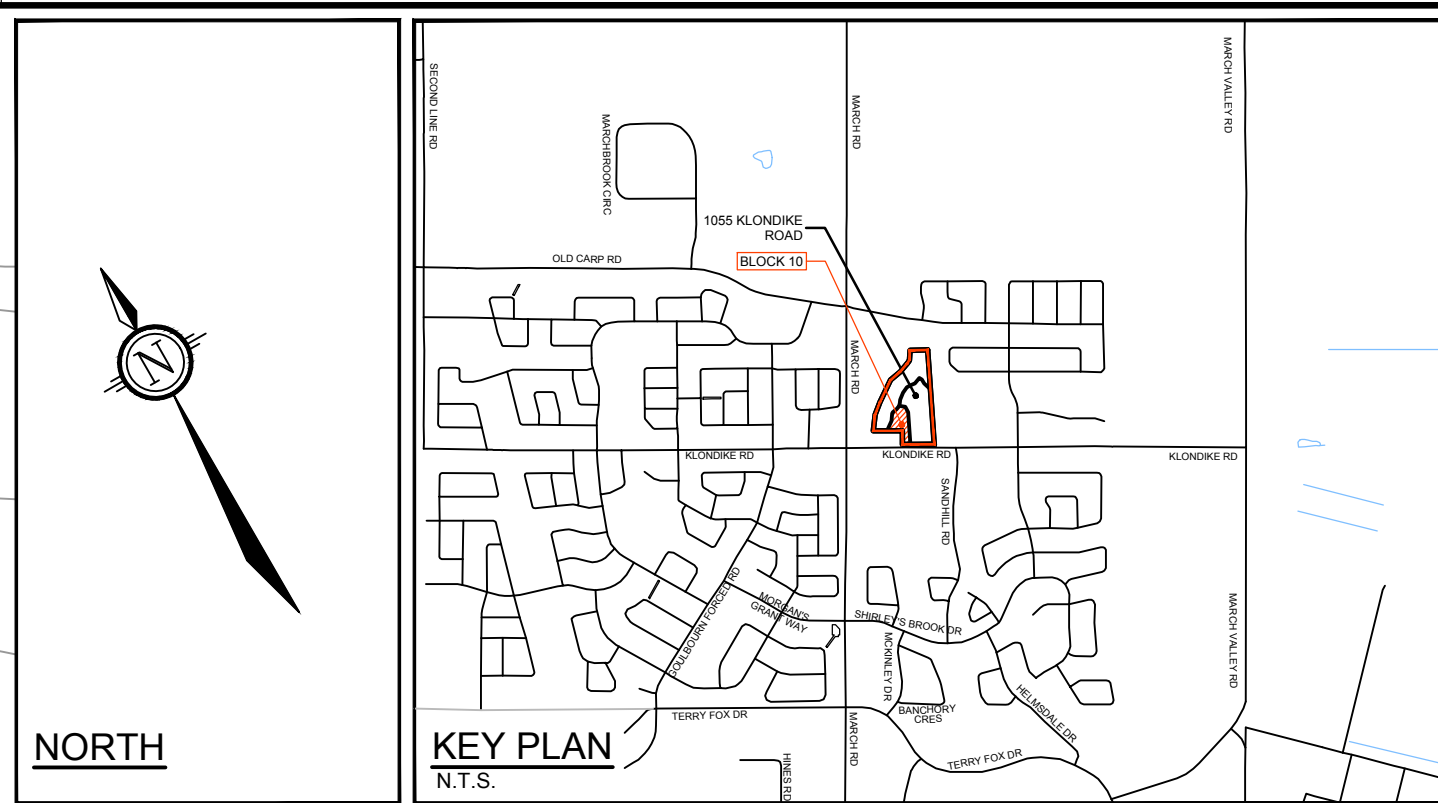 SECOND LINE RD
MARCHBROOK CIRC
MARCH RD
MARCH VALLEY RD
1055 KLONDIKE
ROAD
BLOCK 10
OLD CARP RD
MARCH RD
N
KLONDIKE RD
KLONDIKE RD
KLONDIKE RD
SANDHILL RD
GOULBOURN FORCED RD
MORGAN'S
GRANT WAY
SHIRLEY'S BROOK DR
MCKINLEY DR
MARCH VALLEY RD
BANCHORY
CRES
HELMSDALE DR
TERRY FOX DR
MARCH RD
TERRY FOX DR
HINES RD
NORTH
KEY PLAN
N.T.S.